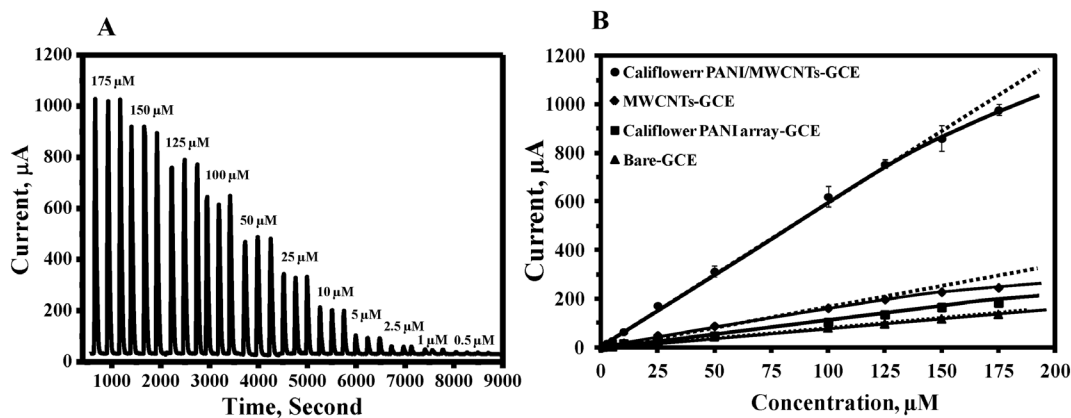 A
Current, µA
1200
1000
800
600
400
200
0
175 µM
150 µM
125 µM
100 µM
50 µM
25 µM
10 µM
5 µM
2.5 µM
1 µM
0.5 µM
1000 2000 3000 4000 5000 6000 7000 8000 9000
Time, Second
B
Current, µA
1200
1000
800
600
400
200
0
Califlowerr PANI/MWCNTs-GCE
MWCNTs-GCE
Califlower PANI array-GCE
Bare-GCE
0 25 50 75 100 125 150 175 200
Concentration, µM